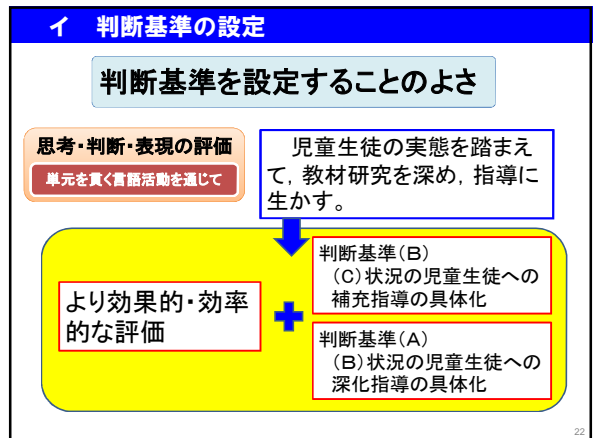 イ　判断基準の設定
判断基準を設定することのよさ
思考・判断・表現の評価
単元を貫く言語活動を通じて
　児童生徒の実態を踏まえ
て，教材研究を深め，指導に
生かす。
より効果的・効率
的な評価
判断基準（B）
（C）状況の児童生徒への
補充指導の具体化
判断基準（A）
（B）状況の児童生徒への
深化指導の具体化
22